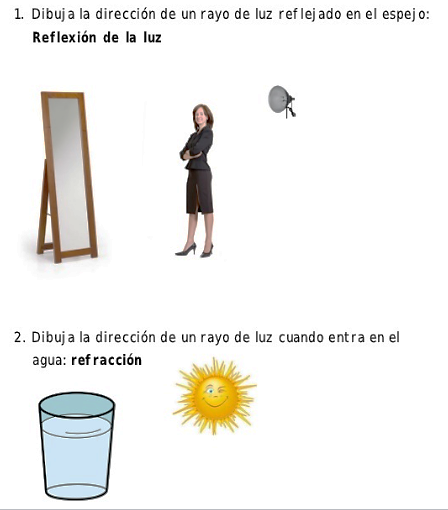 1. Dibuja la dirección de un rayo de luz reflejado en el espejo:
Reflexión de la luz
2. Dibuja la dirección de un rayo de luz cuando entra en el
agua: refracción